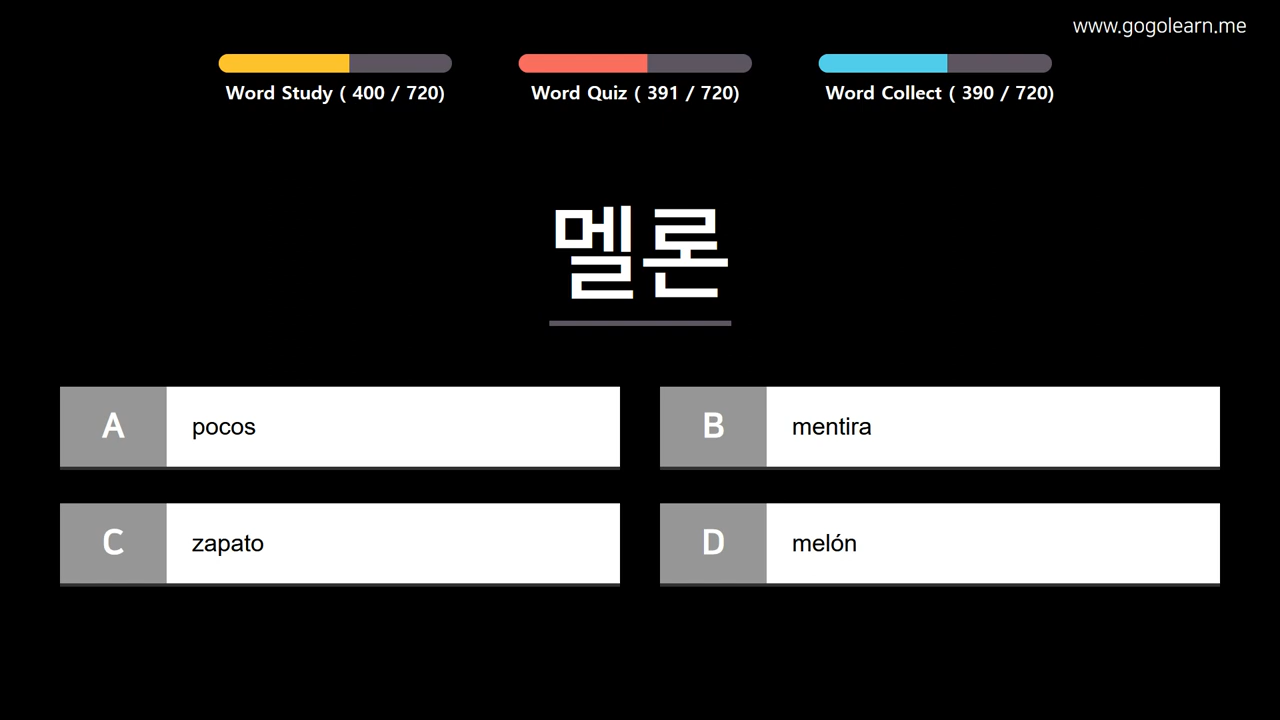 www.gogolearn.me
Word Study ( 400 / 720)
Word Quiz ( 391 / 720)
Word Collect ( 390 / 720)
멜론
A
pocos
B
mentira
C
zapato
D
melón